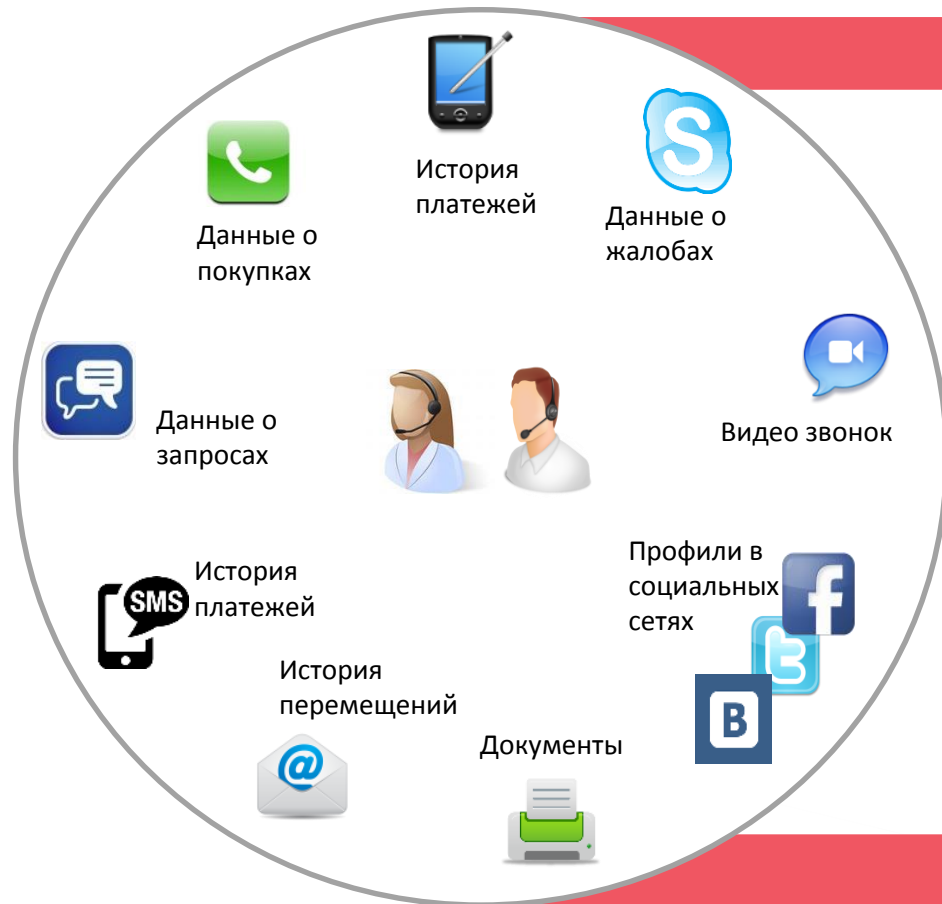 История
платежей
S
Данные о
жалобах
Данные о
покупках
Данные о
запросах
Видео звонок
Профили в
социальных
сетях
f
t
B
История
платежей
SMS
История
перемещений
@
Документы